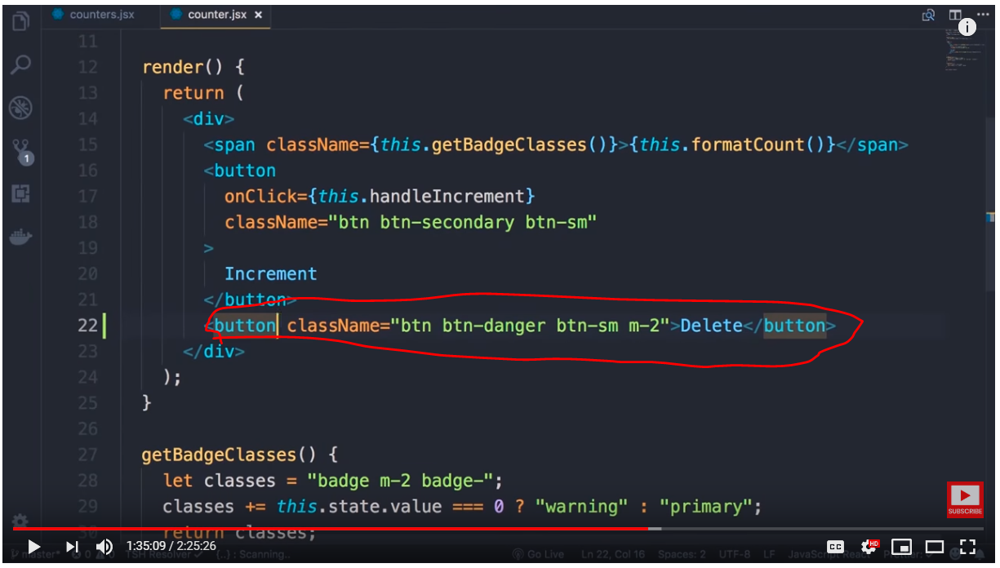 counters.jsx counter.jsx ×
11
12 render() {
13 return (
14 <div>
15 <span className={this.getBadgeClasses()}>{this.formatCount()}</span>
16 <button
17 onClick={this.handleIncrement}
18 className="btn btn-secondary btn-sm"
19 >
20 Increment
21 </button>
22 <button className="btn btn-danger btn-sm m-2">Delete</button>
23 </div>
24 );
25 }
26
27 getBadgeClasses() {
28 let classes = "badge m-2 badge-";
29 classes += this.state.value === 0 ? "warning" : "primary";
30 return classes;
1
SUBSCRIBE
1:35:09 / 2:25:26 CC HD
master* 0 TSH Resolver {..} : Scanning.. Go Live Ln 22, Col 16 Spaces: 2 UTF-8 LF JavaScript React Prettier: